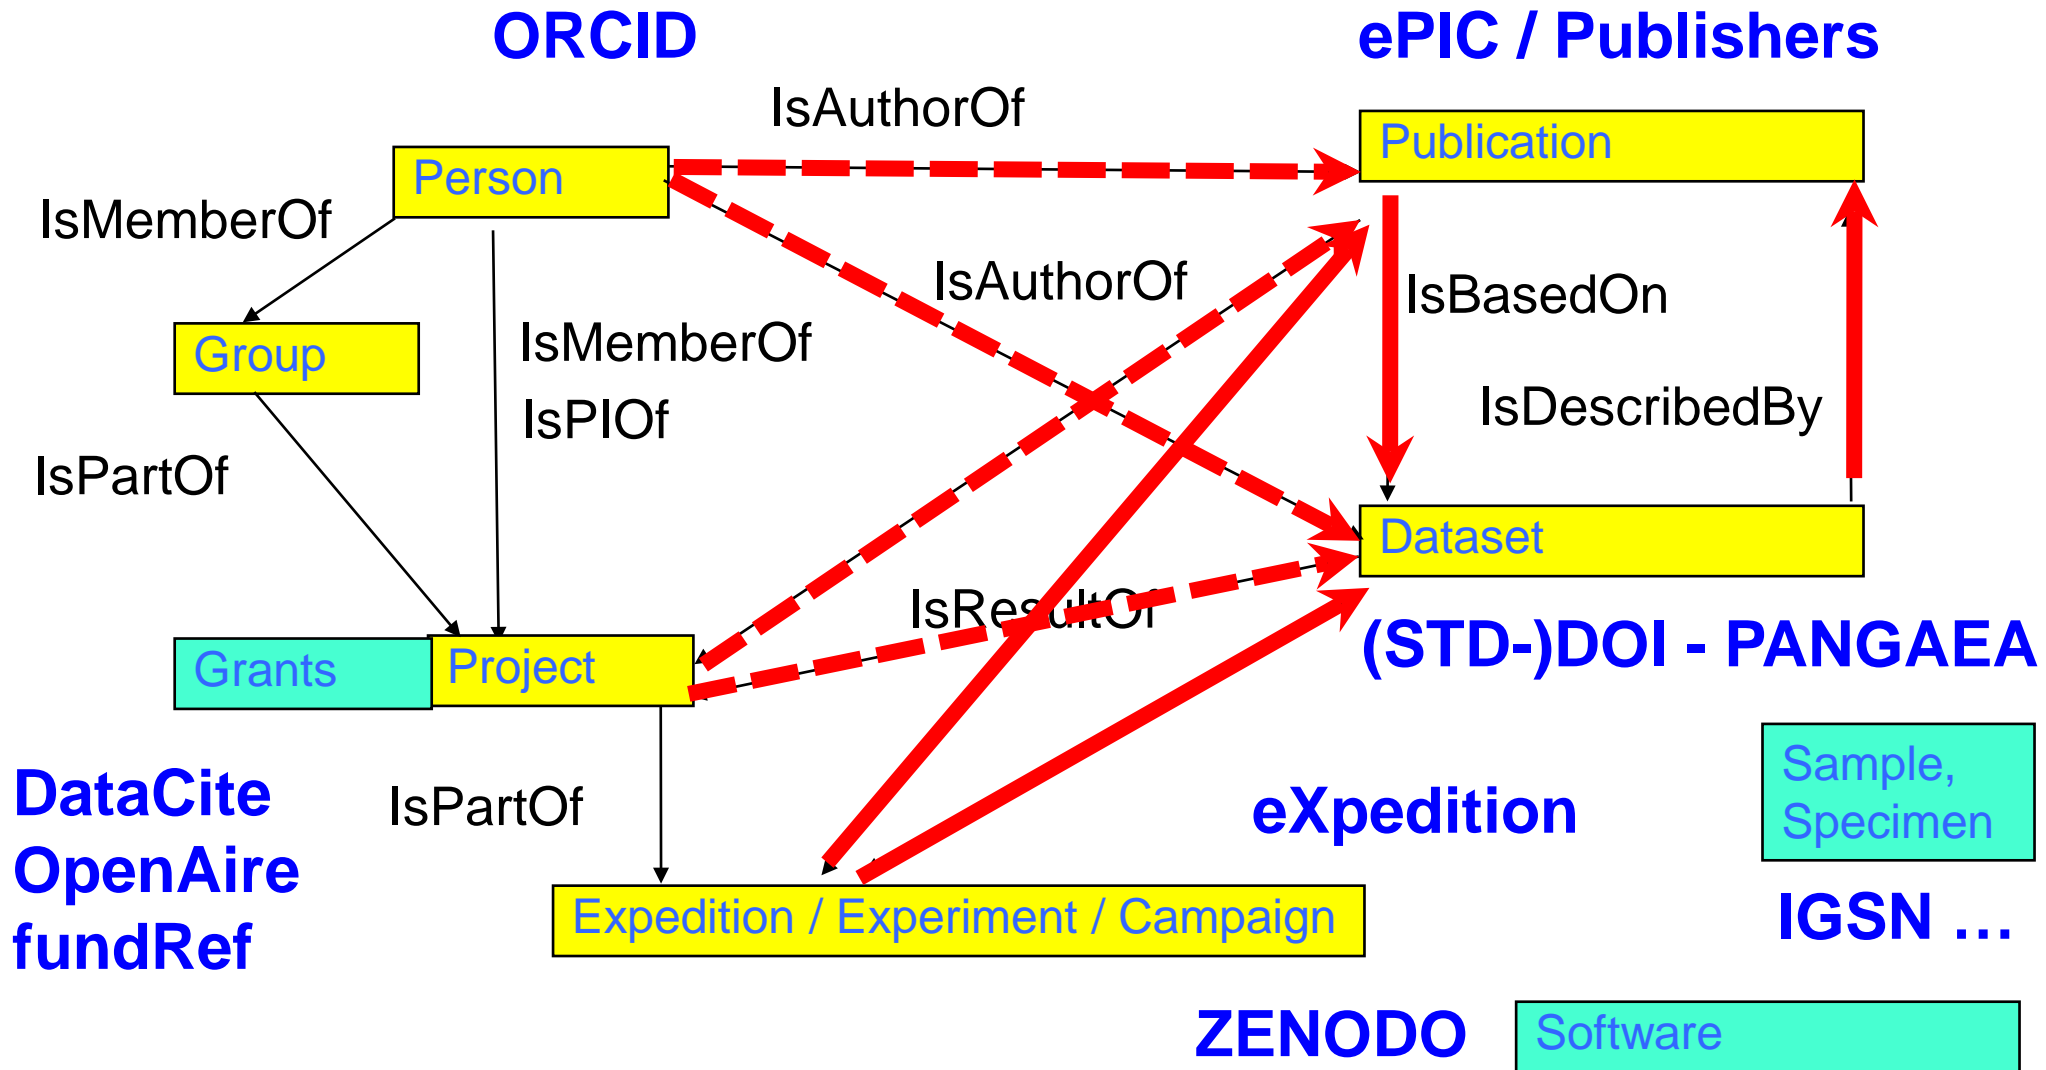 ORCID
ePIC / Publishers
IsAuthorOf
Publication
Person
IsMemberOf
IsAuthorOf
IsBasedOn
Group
IsMemberOf
IsPIOf
IsDescribedBy
IsPartOf
Dataset
IsResultOf
(STD-)DOI - PANGAEA
Grants
Project
Sample,
Specimen
DataCite
OpenAire
fundRef
IsPartOf
eXpedition
Expedition / Experiment / Campaign
IGSN …
ZENODO
Software